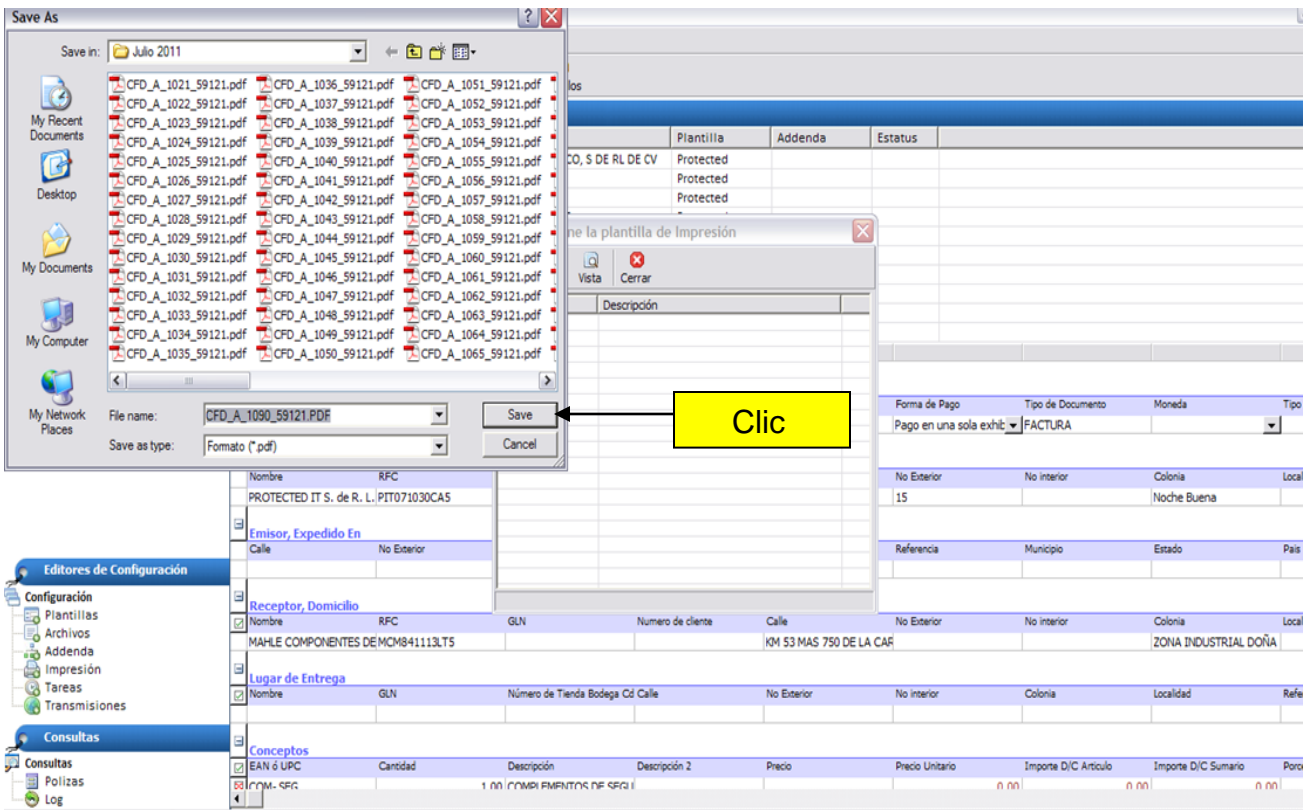 Save As
Save in: Julio 2011
My Recent
Documents
Desktop
My Documents
My Computer
My Network
Places
CFD_A_1021_59121.pdf CFD_A_1036_59121.pdf CFD_A_1051_59121.pdf
CFD_A_1022_59121.pdf CFD_A_1037_59121.pdf CFD_A_1052_59121.pdf
CFD_A_1023_59121.pdf CFD_A_1038_59121.pdf CFD_A_1053_59121.pdf
CFD_A_1024_59121.pdf CFD_A_1039_59121.pdf CFD_A_1054_59121.pdf
CFD_A_1025_59121.pdf CFD_A_1040_59121.pdf CFD_A_1055_59121.pdf
CFD_A_1026_59121.pdf CFD_A_1041_59121.pdf CFD_A_1056_59121.pdf
CFD_A_1027_59121.pdf CFD_A_1042_59121.pdf CFD_A_1057_59121.pdf
CFD_A_1028_59121.pdf CFD_A_1043_59121.pdf CFD_A_1058_59121.pdf
CFD_A_1029_59121.pdf CFD_A_1044_59121.pdf CFD_A_1059_59121.pdf
CFD_A_1030_59121.pdf CFD_A_1045_59121.pdf CFD_A_1060_59121.pdf
CFD_A_1031_59121.pdf CFD_A_1046_59121.pdf CFD_A_1061_59121.pdf
CFD_A_1032_59121.pdf CFD_A_1047_59121.pdf CFD_A_1062_59121.pdf
CFD_A_1033_59121.pdf CFD_A_1048_59121.pdf CFD_A_1063_59121.pdf
CFD_A_1034_59121.pdf CFD_A_1049_59121.pdf CFD_A_1064_59121.pdf
CFD_A_1035_59121.pdf CFD_A_1050_59121.pdf CFD_A_1065_59121.pdf
File name: CFD_A_1090_59121.PDF Save
Save as type: Formato (*.pdf) Cancel
Clic
los
Plantilla Addenda Estatus
CO, S DE RL DE CV Protected
Protected
Protected
ne la plantilla de Impresión
Vista Cerrar
Descripción
Forma de Pago Tipo de Documento Moneda Tipo
Pago en una sola exhib FACTURA
Nombre RFC No Exterior No interior Colonia Local
PROTECTED IT S. de R. L. PIT071030CA5 15 Noche Buena
Emisor, Expedido En
Calle No Exterior Referencia Municipio Estado Pais
Receptor, Domicilio
Nombre RFC GLN Numero de cliente Calle No Exterior No interior Colonia Local
MAHLE COMPONENTES DE MCM841113LT5 KM 53 MAS 750 DE LA CAR ZONA INDUSTRIAL DOÑA
Lugar de Entrega
Nombre GLN Número de Tienda Bodega Cd Calle No Exterior No interior Colonia Localidad Refe
Conceptos
EAN ó UPC Cantidad Descripción Descripción 2 Precio Precio Unitario Importe D/C Articulo Importe D/C Sumario Porce
COM- SEG 1.00 COMPLEMENTOS DE SEGU 0.00 0.00 0.00
Editores de Configuración
Configuración
Plantillas
Archivos
Addenda
Impresión
Tareas
Transmisiones
Consultas
Consultas
Polizas
Log